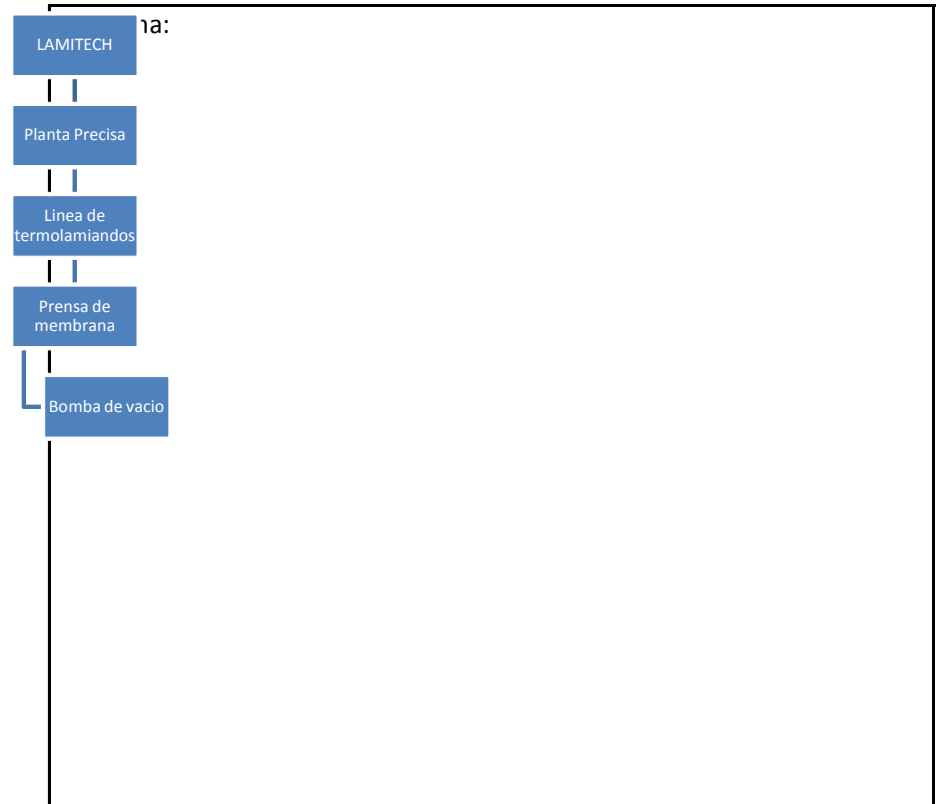 LAMITECH
Planta Precisa
Linea de
termolamiandos
Prensa de
membrana
Bomba de vacio